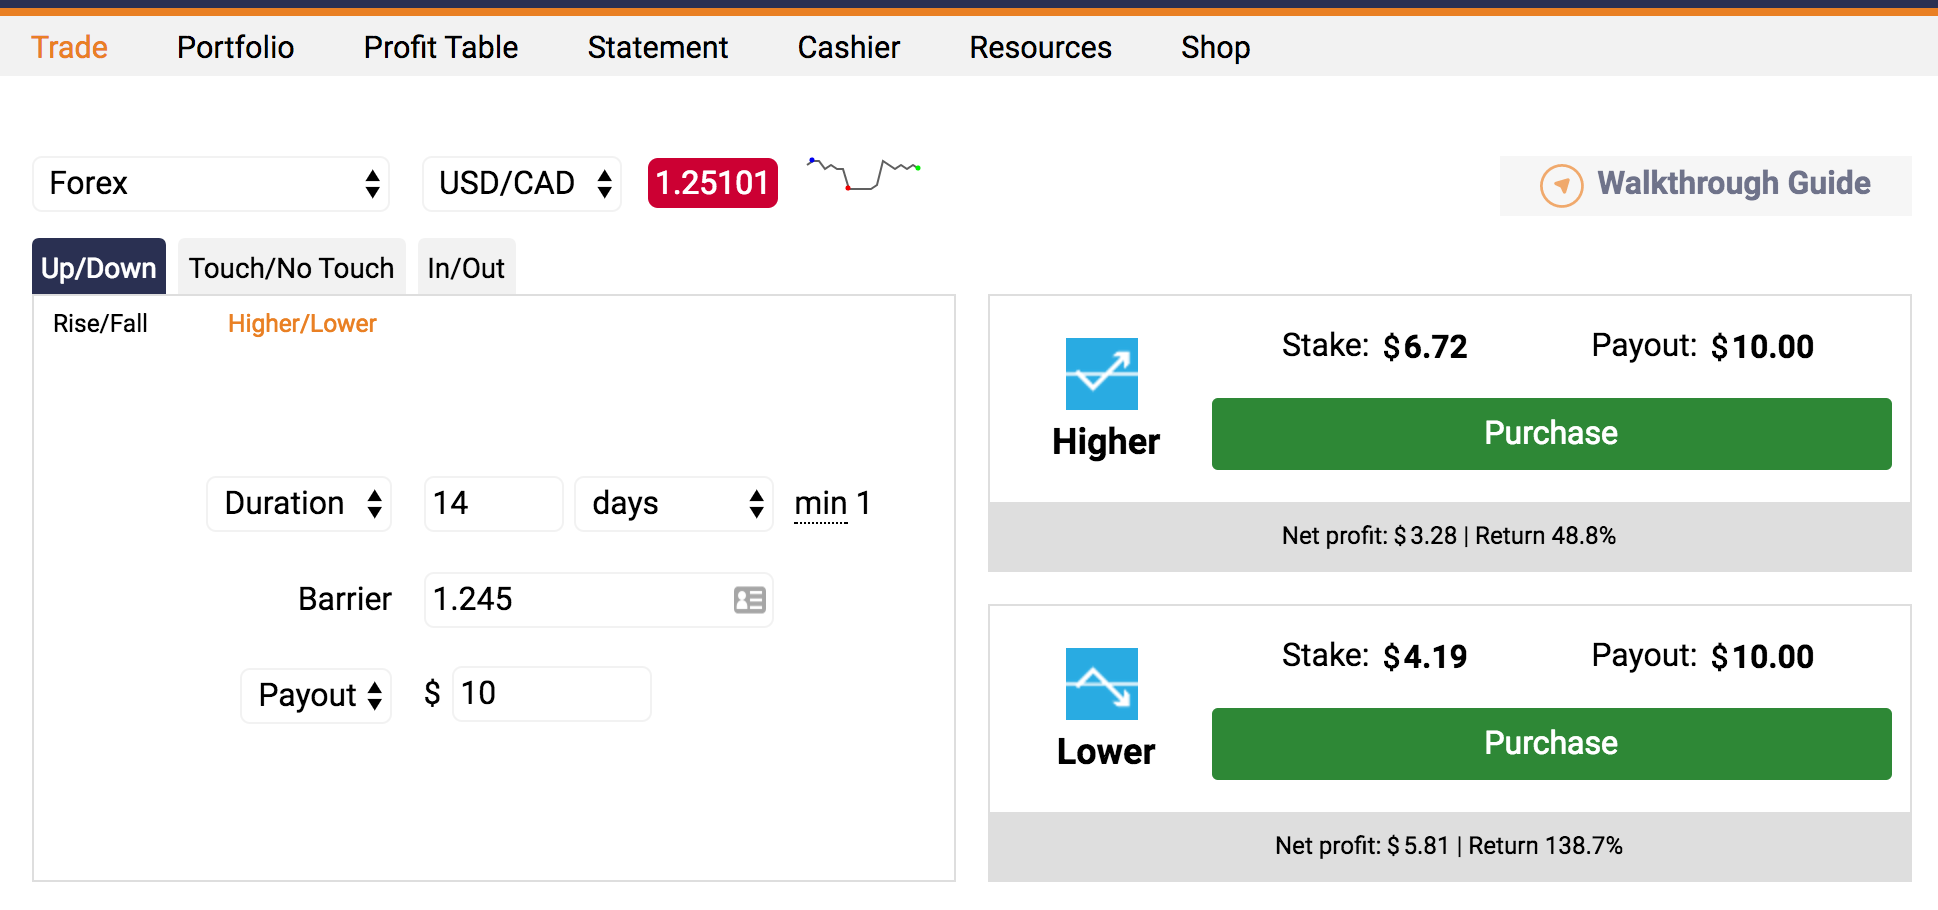 Trade Portfolio Profit Table Statement Cashier Resources Shop
Forex USD/CAD 1.25101 Walkthrough Guide
Up/Down Touch/No Touch In/Out
Rise/Fall Higher/Lower
Duration 14 days min 1
Barrier 1.245
Payout $ 10
Stake: $6.72 Payout: $10.00
Higher Purchase
Net profit: $3.28 | Return 48.8%
Stake: $4.19 Payout: $10.00
Lower Purchase
Net profit: $5.81 | Return 138.7%